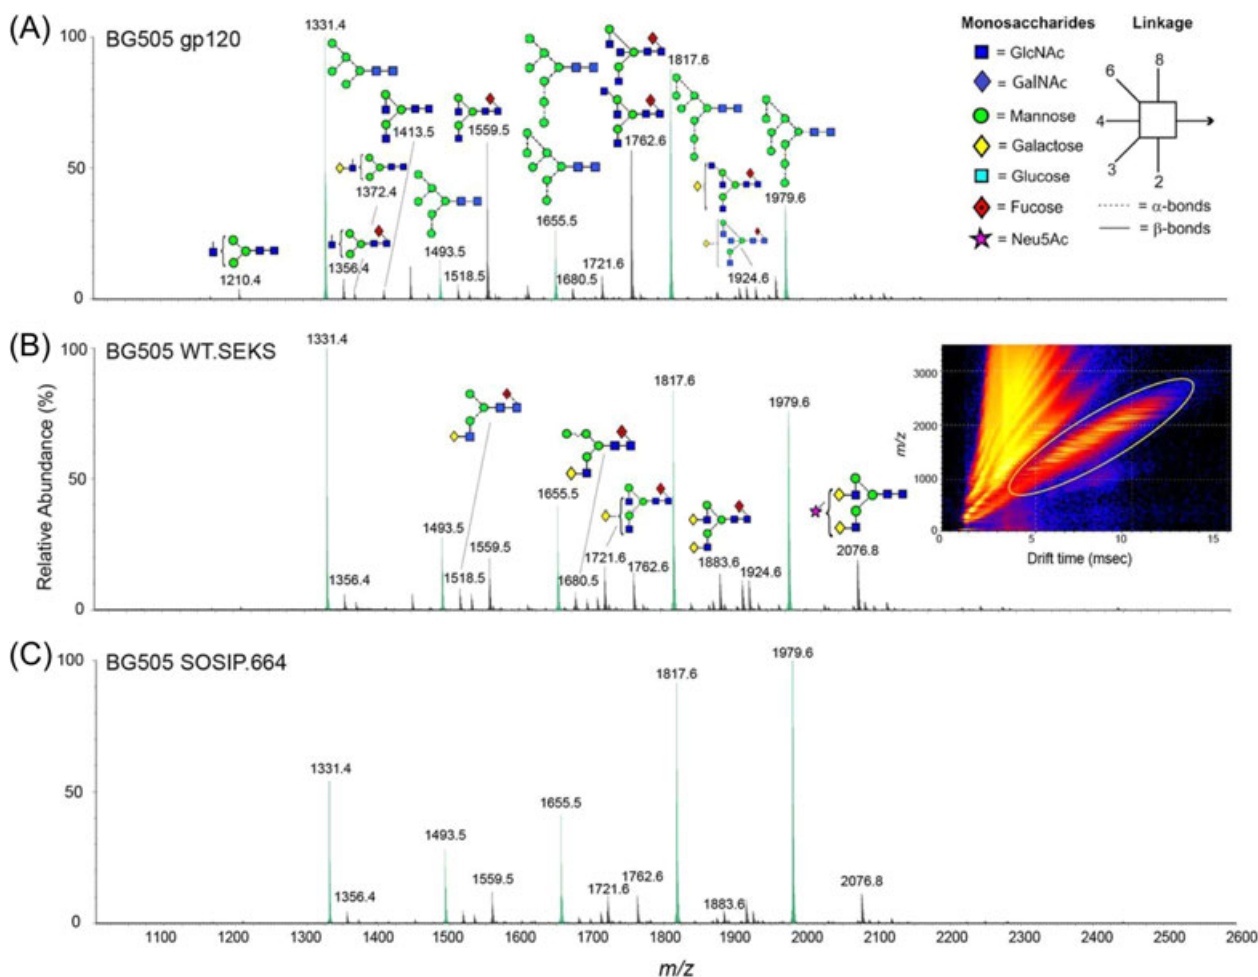 (A)
BG505 gp120
100
50
0
1331.4
1413.5
1372.4
1356.4
1210.4
1493.5
1518.5
1559.5
1655.5
1680.5
1721.6
1762.6
1817.6
1924.6
1979.6
Monosaccharides
= GlcNAc
= GalNAc
= Mannose
= Galactose
= Glucose
= Fucose
= Neu5Ac
Linkage
8
6
4
3
2
= α-bonds
= β-bonds
(B)
BG505 WT.SEKS
Relative Abundance (%)
100
50
0
1331.4
1356.4
1493.5
1518.5
1559.5
1655.5
1680.5
1721.6
1762.6
1817.6
1883.6
1924.6
1979.6
2076.8
m/z
3000
2000
1000
0
0
5
10
15
Drift time (msec)
(C)
BG505 SOSIP.664
100
50
0
1331.4
1356.4
1493.5
1559.5
1655.5
1721.6
1762.6
1817.6
1883.6
1979.6
2076.8
1100 1200 1300 1400 1500 1600 1700 1800 1900 2000 2100 2200 2300 2400 2500 2600
m/z